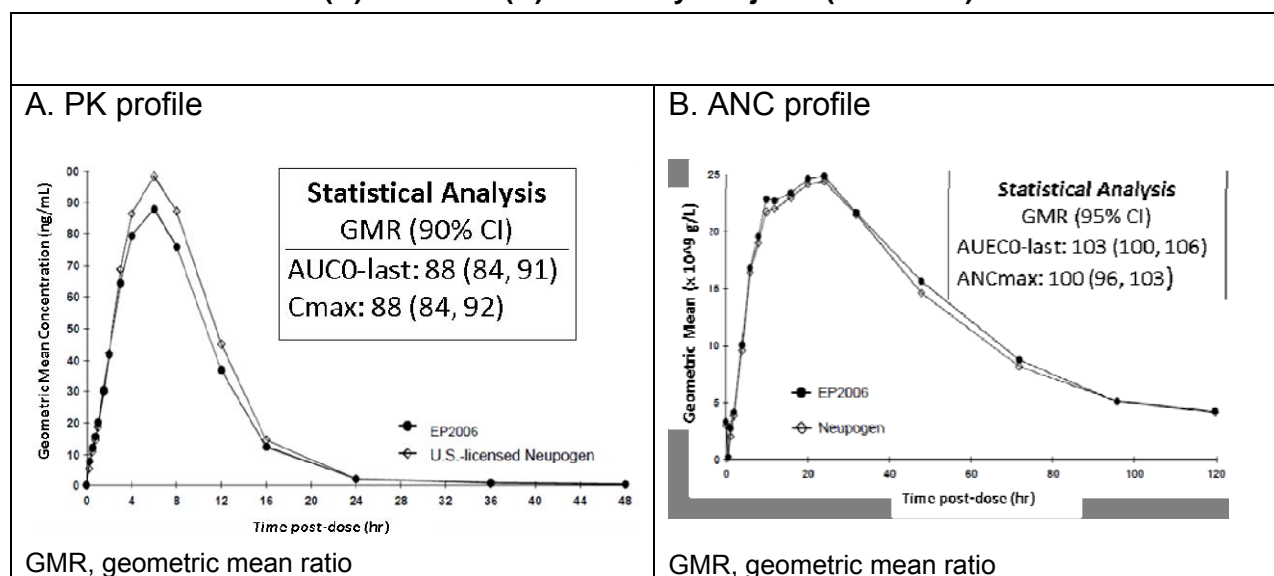 A. PK profile
00
90
80
70
60
50
40
30
20
10
0
Geometric Mean Concentration (ng/mL)
Statistical Analysis
GMR (90% CI)
AUC0-last: 88 (84, 91)
Cmax: 88 (84, 92)
EP2006
U.S.-licensed Neupogen
0 4 8 12 16 20 24 28 32 36 40 44 48
Time post-dose (hr)
GMR, geometric mean ratio
B. ANC profile
25
20
15
10
5
0
Geometric Mean (x 10^9 g/L)
Statistical Analysis
GMR (95% CI)
AUEC0-last: 103 (100, 106)
ANCmax: 100 (96, 103)
EP2006
Neupogen
0 20 40 60 80 100 120
Time post-dose (hr)
GMR, geometric mean ratio